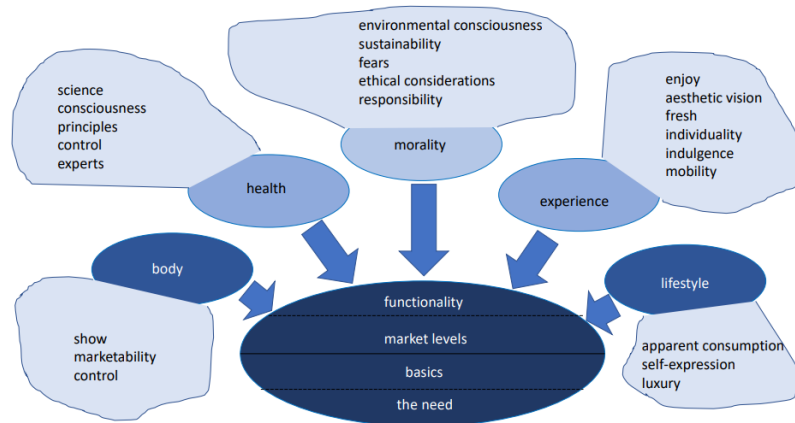 environmental consciousness
sustainability
fears
ethical considerations
responsibility
morality
science
consciousness
principles
control
experts
health
enjoy
aesthetic vision
fresh
individuality
indulgence
mobility
experience
body
show
marketability
control
lifestyle
apparent consumption
self-expression
luxury
functionality
market levels
basics
the need